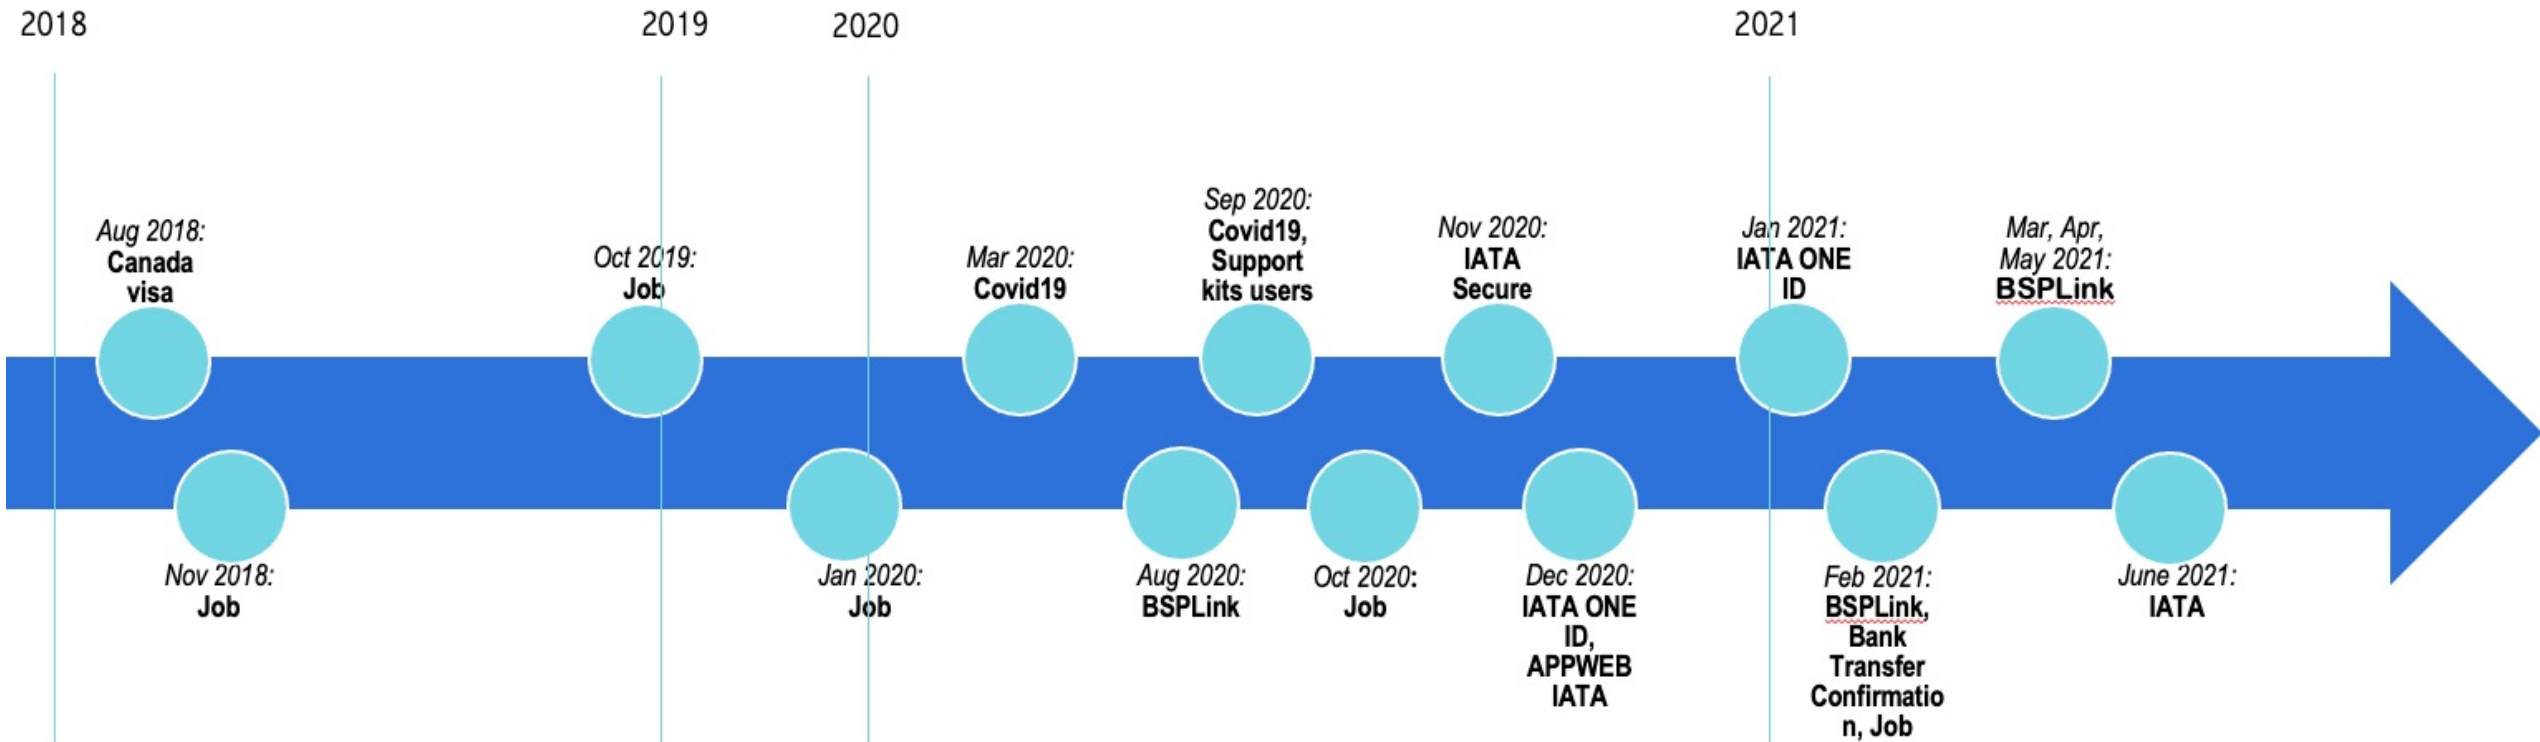 2018
2019
2020
2021
Aug 2018:
Canada
visa
Oct 2019:
Job
Mar 2020:
Covid19
Sep 2020:
Covid19,
Support
kits users
Nov 2020:
IATA
Secure
Jan 2021:
IATA ONE
ID
Mar, Apr,
May 2021:
BSPLink
Nov 2018:
Job
Jan 2020:
Job
Aug 2020:
BSPLink
Oct 2020:
Job
Dec 2020:
IATA ONE
ID,
APPWEB
IATA
Feb 2021:
BSPLink,
Bank
Transfer
Confirmatio
n, Job
June 2021:
IATA